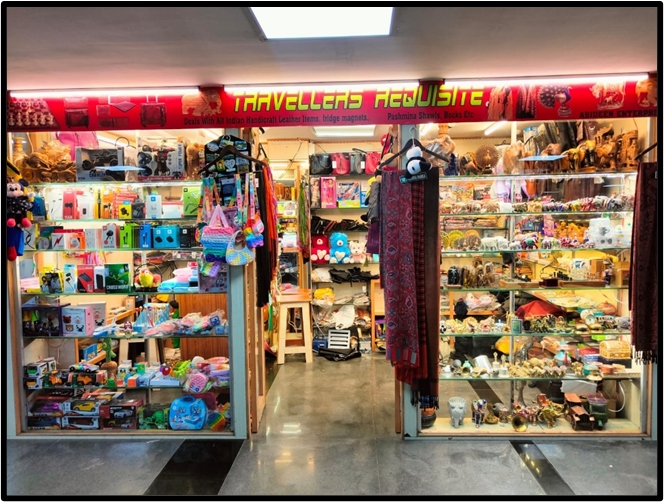 TRAVELLERS REQUISITE.
Deals With All Indian Handicraft Leather Items, fridge magnets, Pashmina Shawls, Books Etc